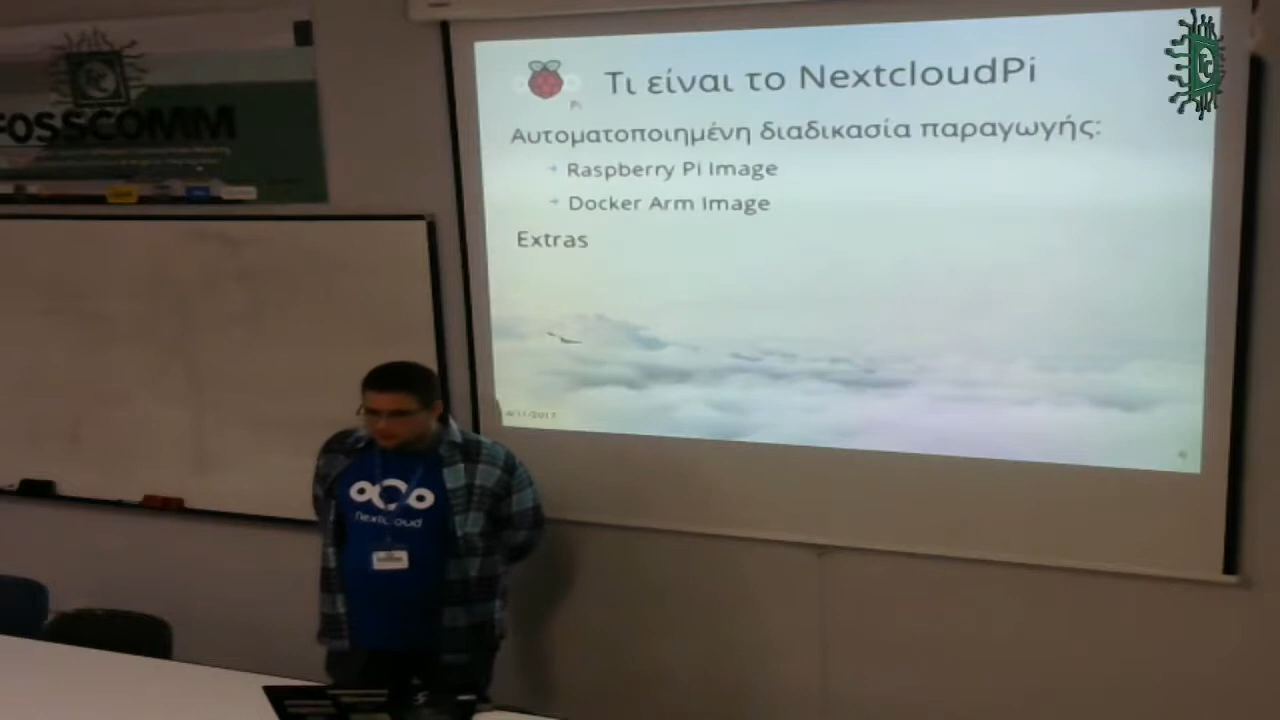 FOSSCOMM
Τι είναι το NextcloudPi
Αυτοματοποιημένη διαδικασία παραγωγής:
Raspberry Pi Image
Docker Arm Image
Extras
nextcloud